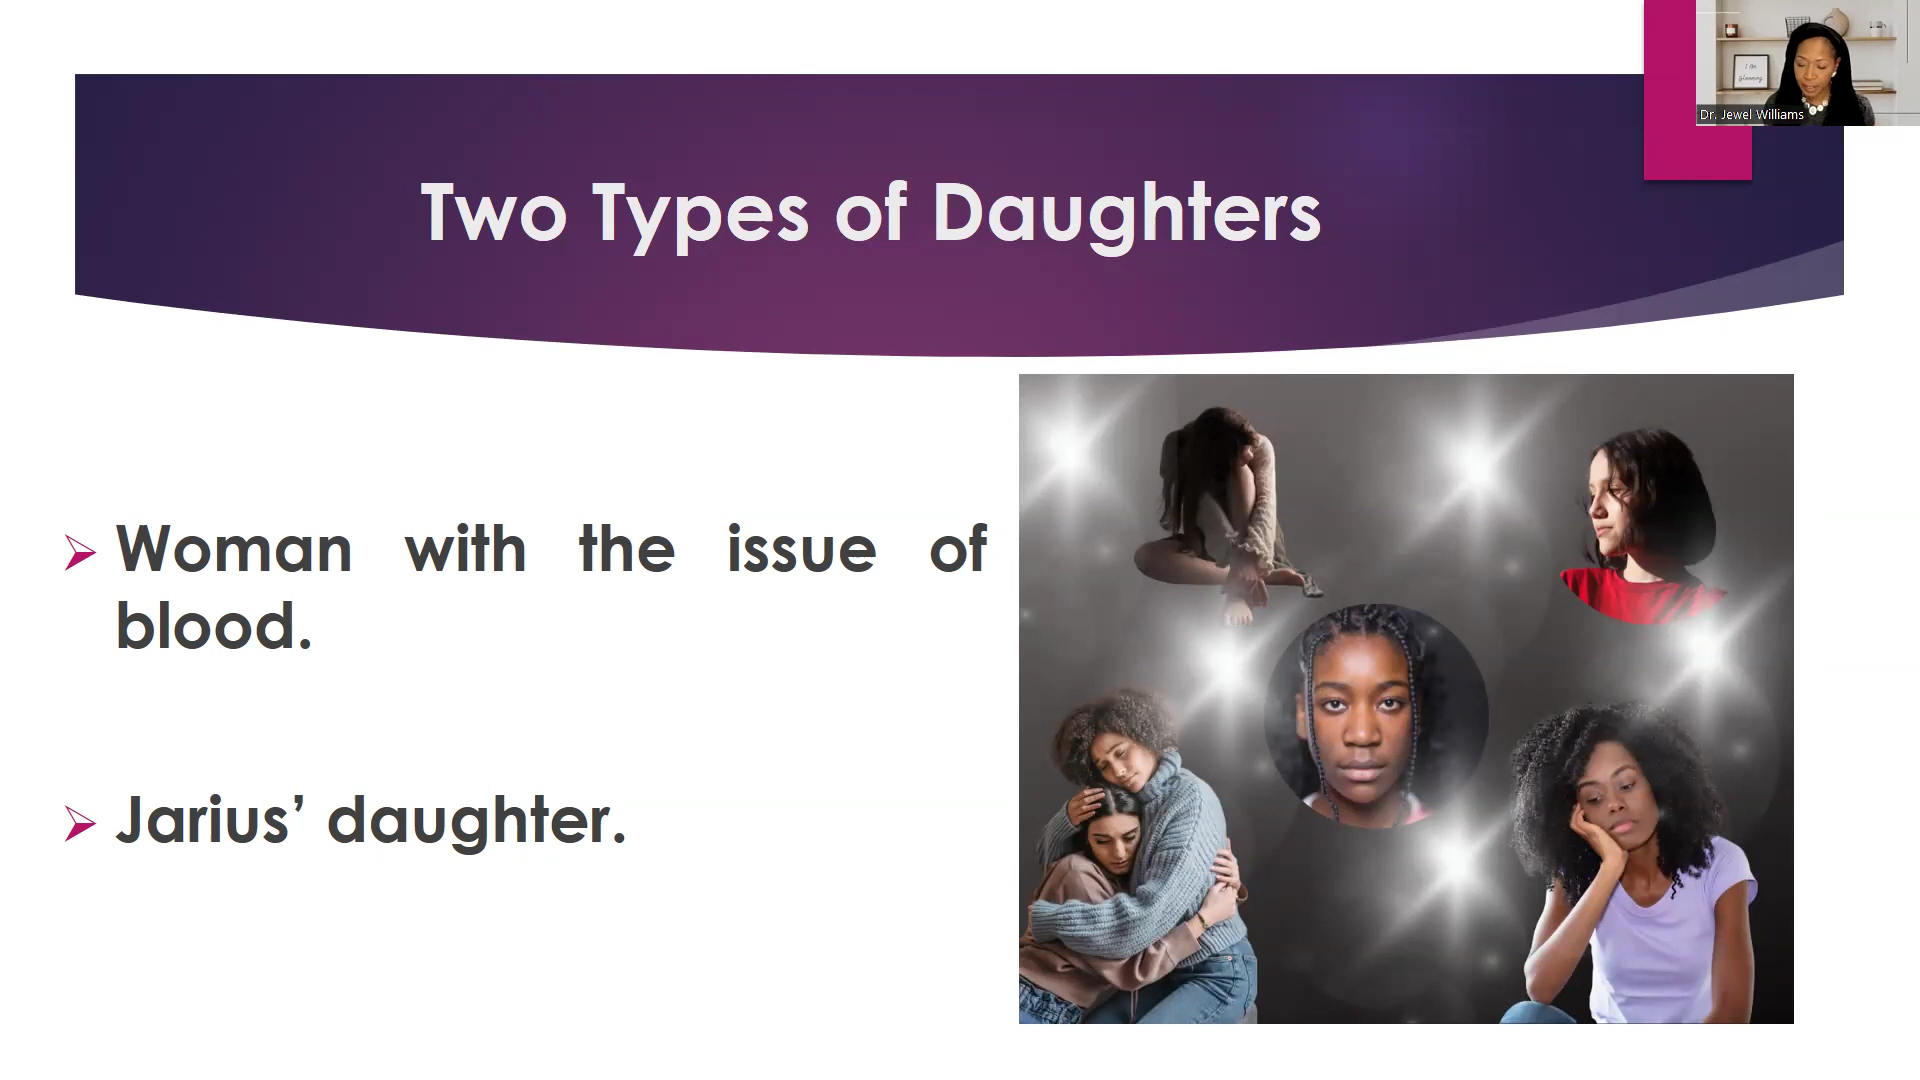 Dr. Jewel Williams
Two Types of Daughters
Woman with the issue of
blood.
Jarius’ daughter.